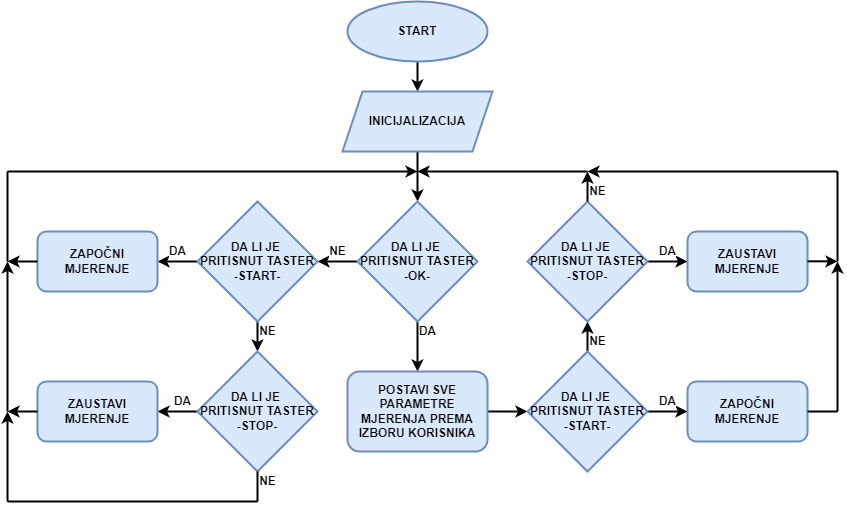 START
INICIJALIZACIJA
NE
ZAPOČNI
MJERENJE
DA
DA LI JE
PRITISNUT TASTER
-START-
NE
DA LI JE
PRITISNUT TASTER
-OK-
DA LI JE
PRITISNUT TASTER
-STOP-
DA
ZAUSTAVI
MJERENJE
NE
DA
NE
ZAUSTAVI
MJERENJE
DA
DA LI JE
PRITISNUT TASTER
-STOP-
POSTAVI SVE
PARAMETRE
MJERENJA PREMA
IZBORU KORISNIKA
DA LI JE
PRITISNUT TASTER
-START-
DA
ZAPOČNI
MJERENJE
NE